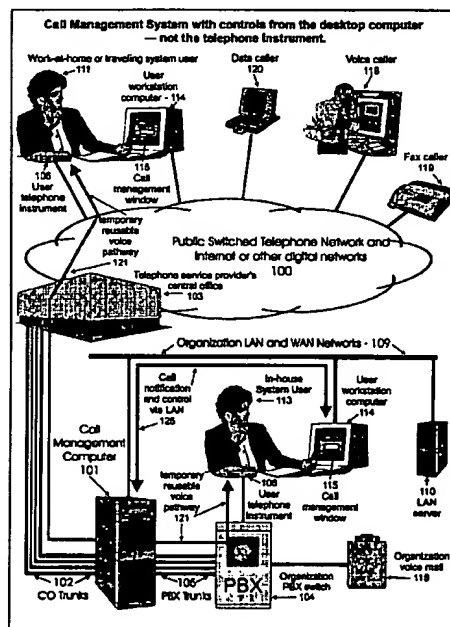 Call Management System with controls from the desktop computer
— not the telephone instrument.
Work-at-home or traveling system user
111
User
workstation
computer - 114
Data caller
120
Voice caller
118
Fax caller
119
108
User
telephone
instrument
115
Call
management
window
temporary
reusable
voice
pathway
121
Public Switched Telephone Network and
Internet or other digital networks
100
Telephone service provider's
central office
103
Organization LAN and WAN Networks - 109
Call
notification
and control
via LAN
125
In-house
System User
113
User
workstation
computer
114
Call
Management
Computer
101
temporary
reusable
voice
pathway
121
108
User
telephone
instrument
115
Call
management
window
110
LAN
server
102
CO Trunks
105
PBX Trunks
PBX
Organization
PBX switch
104
Organization
voice mail